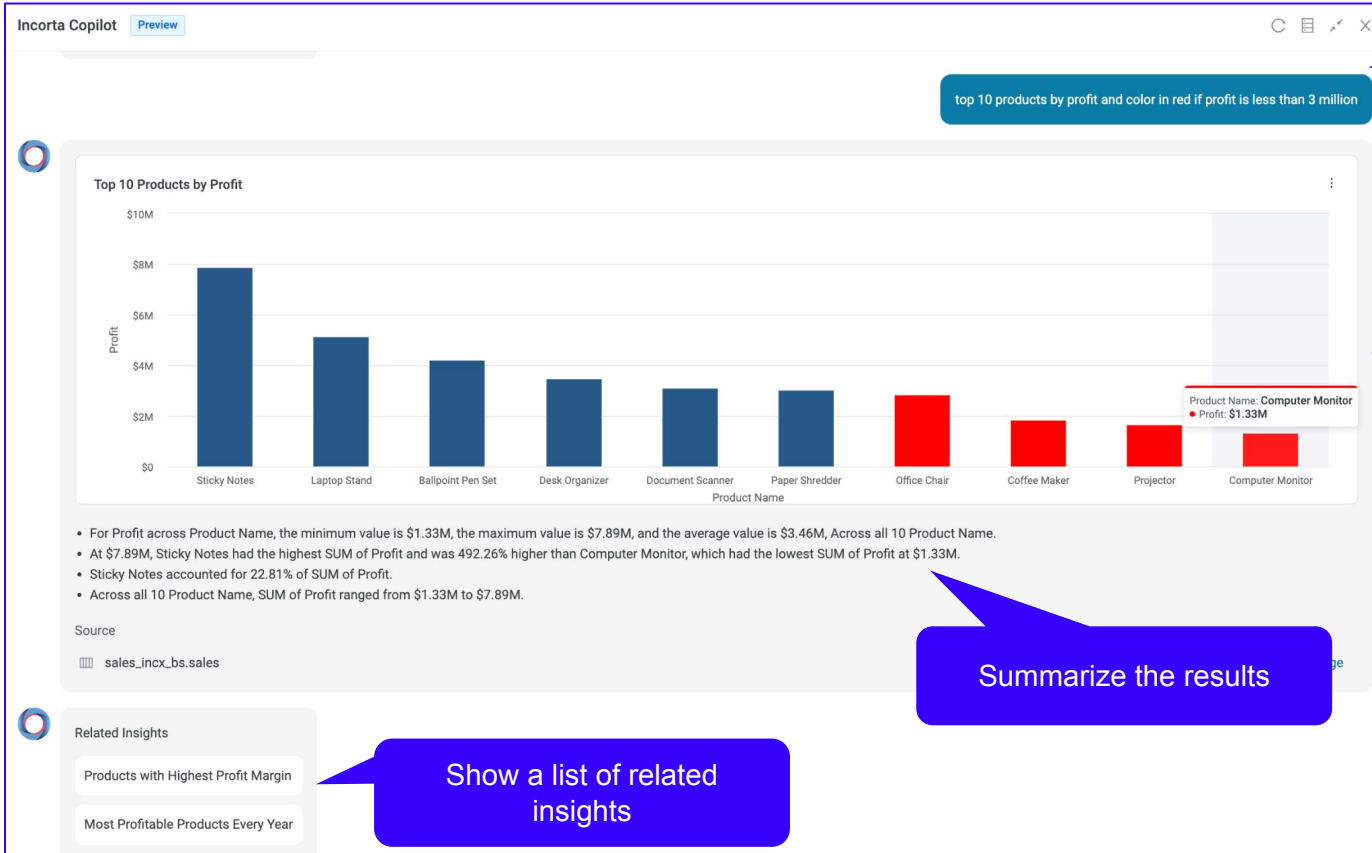 Incorta Copilot Preview
top 10 products by profit and color in red if profit is less than 3 million
Top 10 Products by Profit
$10M
$8M
$6M
$4M
$2M
$0
Profit
Product Name: Computer Monitor
Profit: $1.33M
Sticky Notes Laptop Stand Ballpoint Pen Set Desk Organizer Document Scanner Paper Shredder Office Chair Coffee Maker Projector Computer Monitor
Product Name
• For Profit across Product Name, the minimum value is $1.33M, the maximum value is $7.89M, and the average value is $3.46M, Across all 10 Product Name.
• At $7.89M, Sticky Notes had the highest SUM of Profit and was 492.26% higher than Computer Monitor, which had the lowest SUM of Profit at $1.33M.
• Sticky Notes accounted for 22.81% of SUM of Profit.
• Across all 10 Product Name, SUM of Profit ranged from $1.33M to $7.89M.
Source
sales_incx_bs.sales
Summarize the results
Related Insights
Products with Highest Profit Margin
Most Profitable Products Every Year
Show a list of related
insights